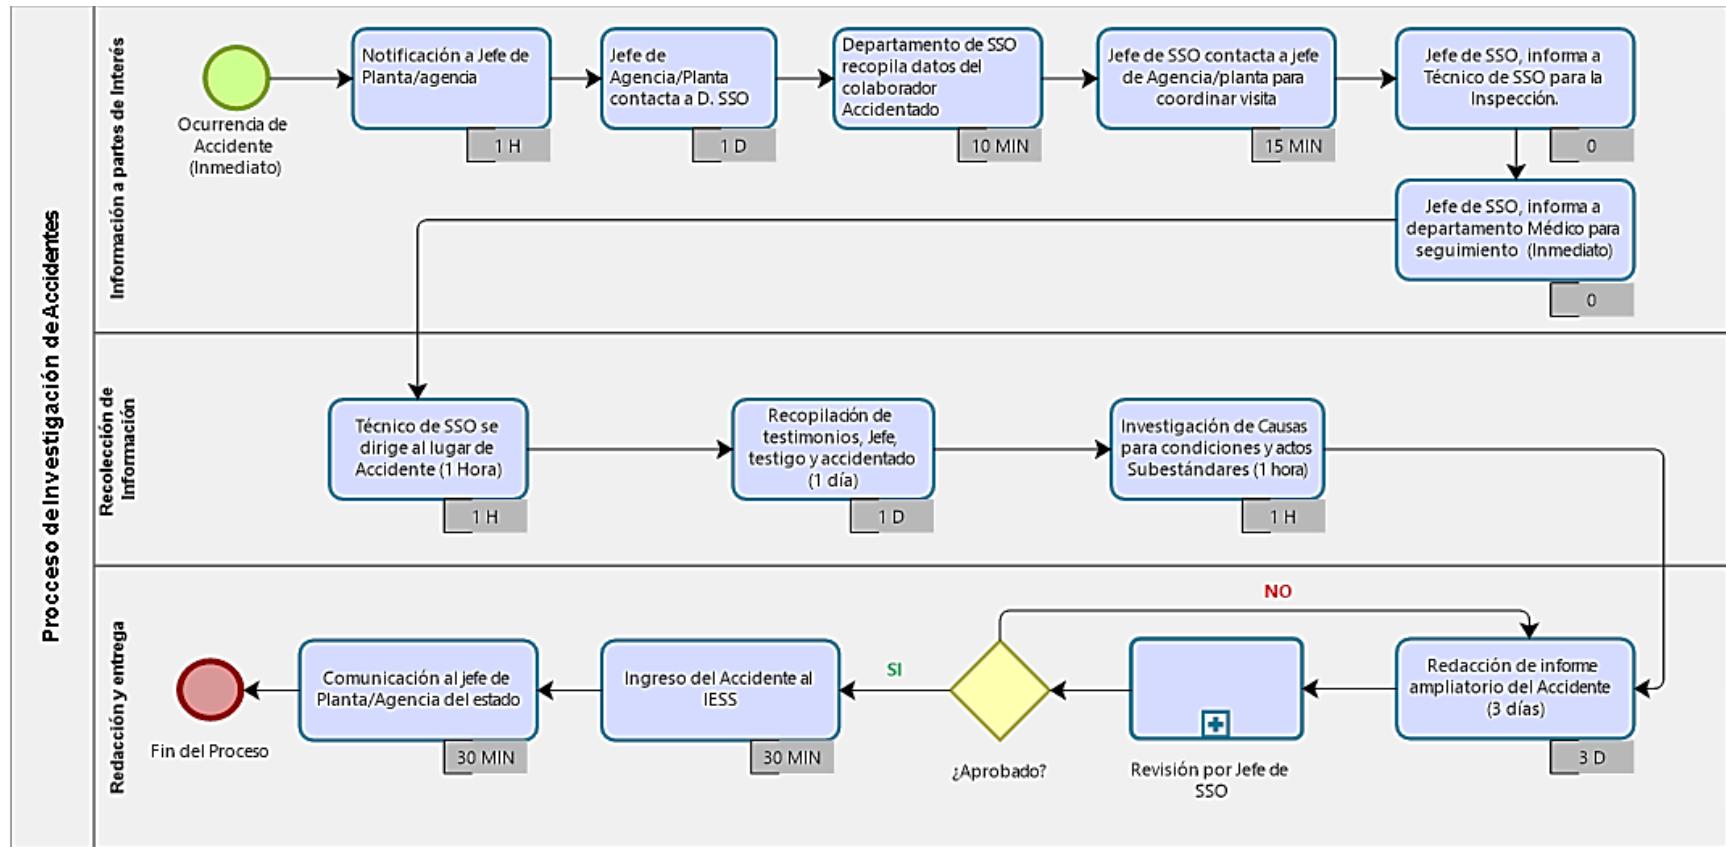 Proceso de Investigación de Accidentes
Información a partes de Interés
Ocurrencia de
Accidente
(Inmediato)
Notificación a Jefe de
Planta/agencia
1 H
Jefe de
Agencia/Planta
contacta a D. SSO
1 D
Departamento de SSO
recopila datos del
colaborador
Accidentado
10 MIN
Jefe de SSO contacta a jefe
de Agencia/planta para
coordinar visita
15 MIN
Jefe de SSO, informa a
Técnico de SSO para la
Inspección.
0
Jefe de SSO, informa a
departamento Médico para
seguimiento (Inmediato)
0
Recolección de
Información
Técnico de SSO se
dirige al lugar de
Accidente (1 Hora)
1 H
Recopilación de
testimonios, Jefe,
testigo y accidentado
(1 día)
1 D
Investigación de Causas
para condiciones y actos
Subestándares (1 hora)
1 H
Redacción y entrega
Redacción de informe
ampliatorio del Accidente
(3 días)
3 D
Revisión por Jefe de
SSO
¿Aprobado?
NO
SI
Ingreso del Accidente al
IESS
30 MIN
Comunicación al jefe de
Planta/Agencia del estado
30 MIN
Fin del Proceso